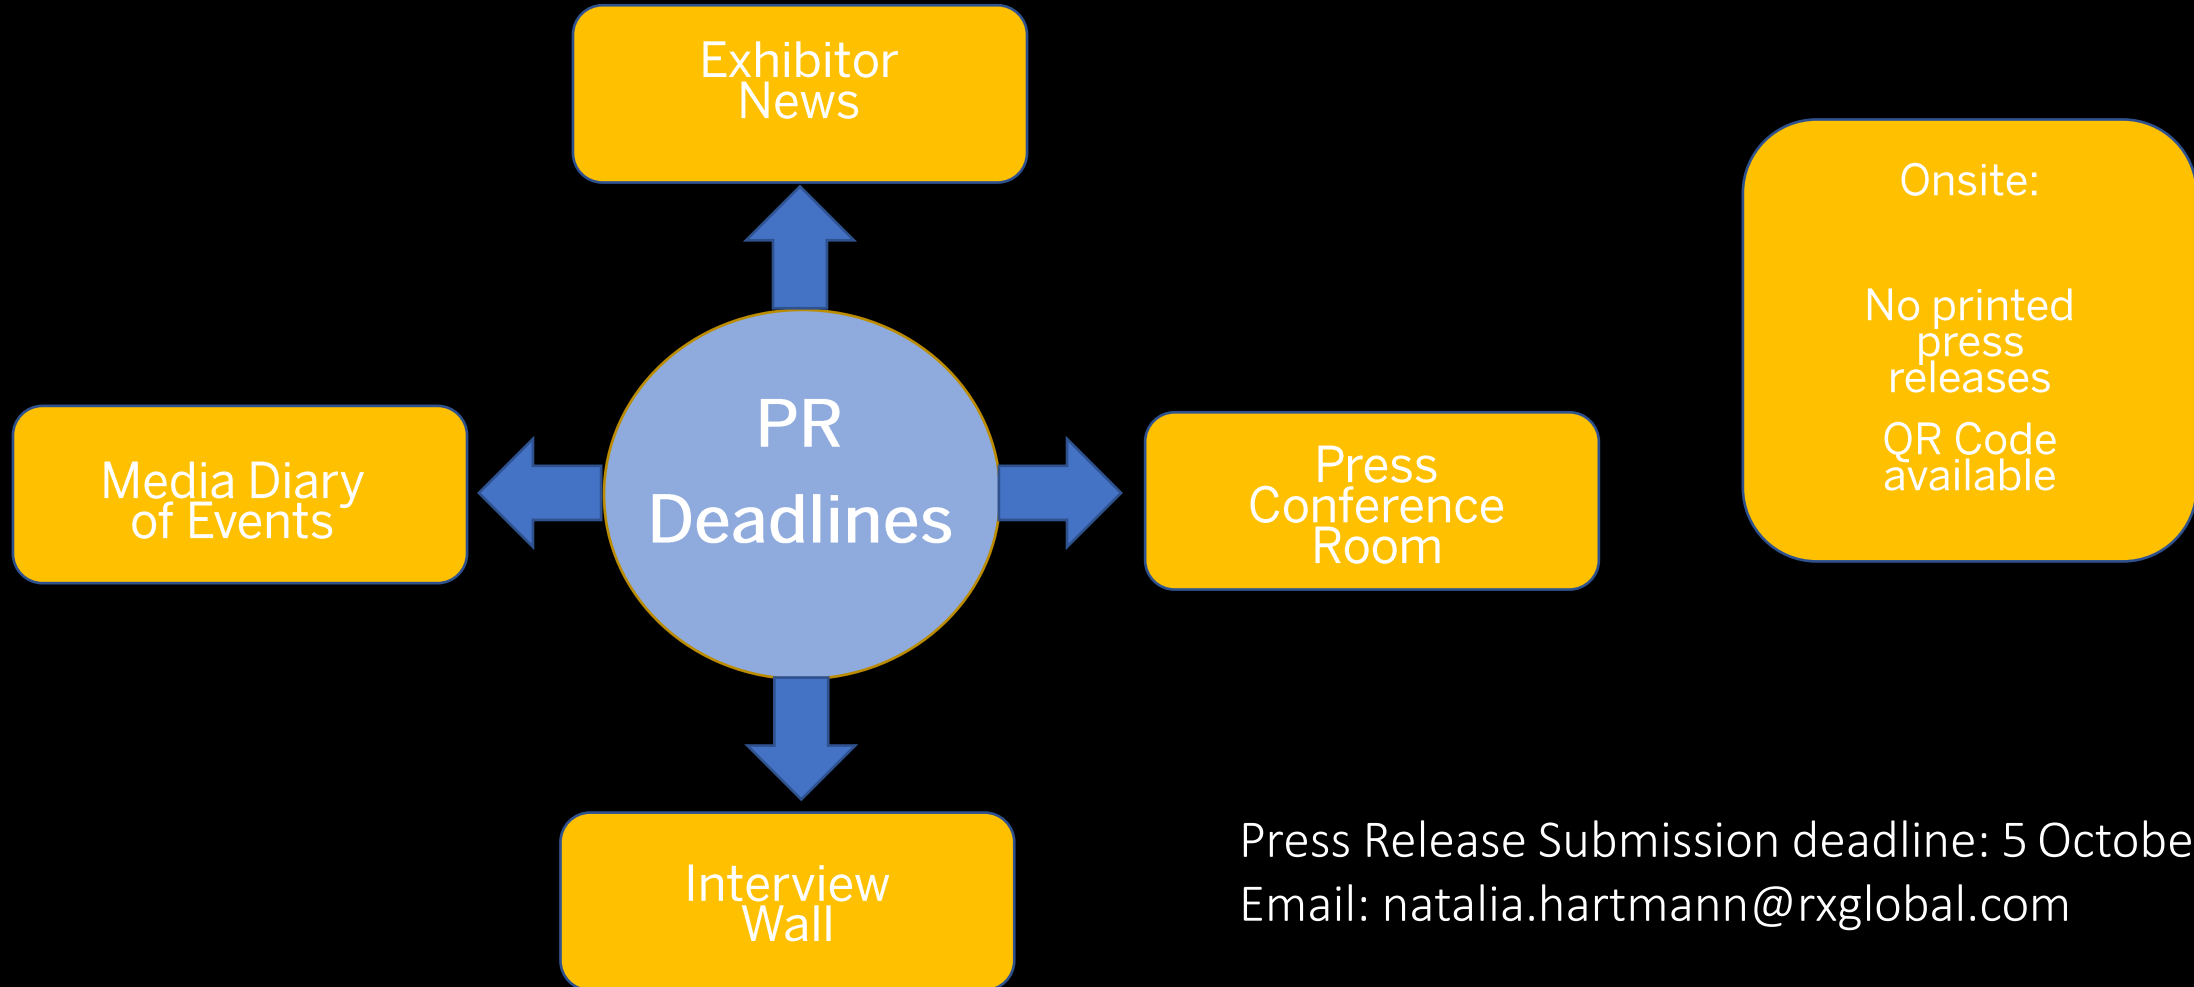 Exhibitor
News
Onsite:
No printed
press
releases
QR Code
available
PR
Deadlines
Media Diary
of Events
Press
Conference
Room
Interview
Wall
Press Release Submission deadline: 5 Octobe
Email: natalia.hartmann@rxglobal.com